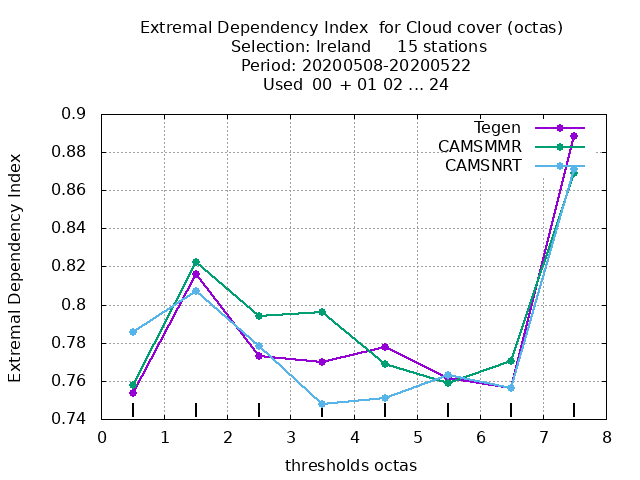 Extremal Dependency Index  for Cloud cover (octas)
Selection: Ireland     15 stations
Period: 20200508-20200522
Used  00 + 01 02 ... 24
Tegen
CAMSMMR
CAMSNRT
Extremal Dependency Index
0.9
0.88
0.86
0.84
0.82
0.8
0.78
0.76
0.74
0 1 2 3 4 5 6 7 8
thresholds octas